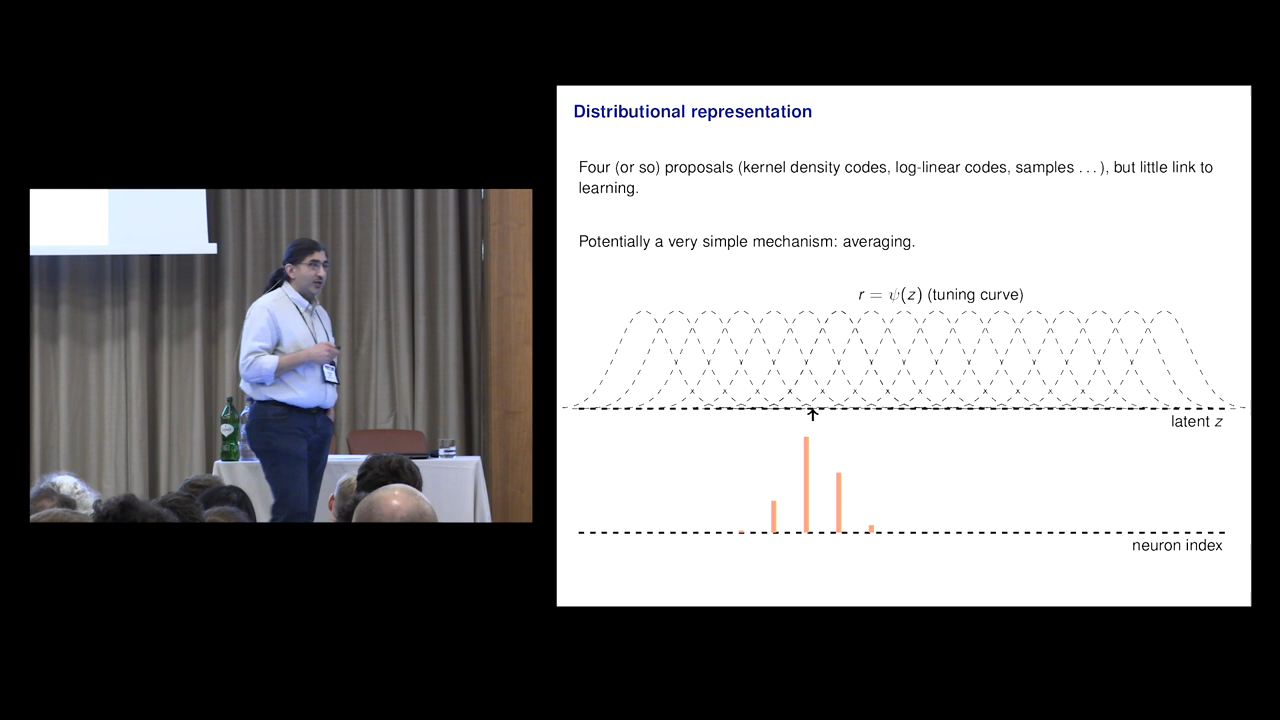 Distributional representation
Four (or so) proposals (kernel density codes, log-linear codes, samples . . . ), but little link to
learning.
Potentially a very simple mechanism: averaging.
r = ψ(z) (tuning curve)
latent z
neuron index